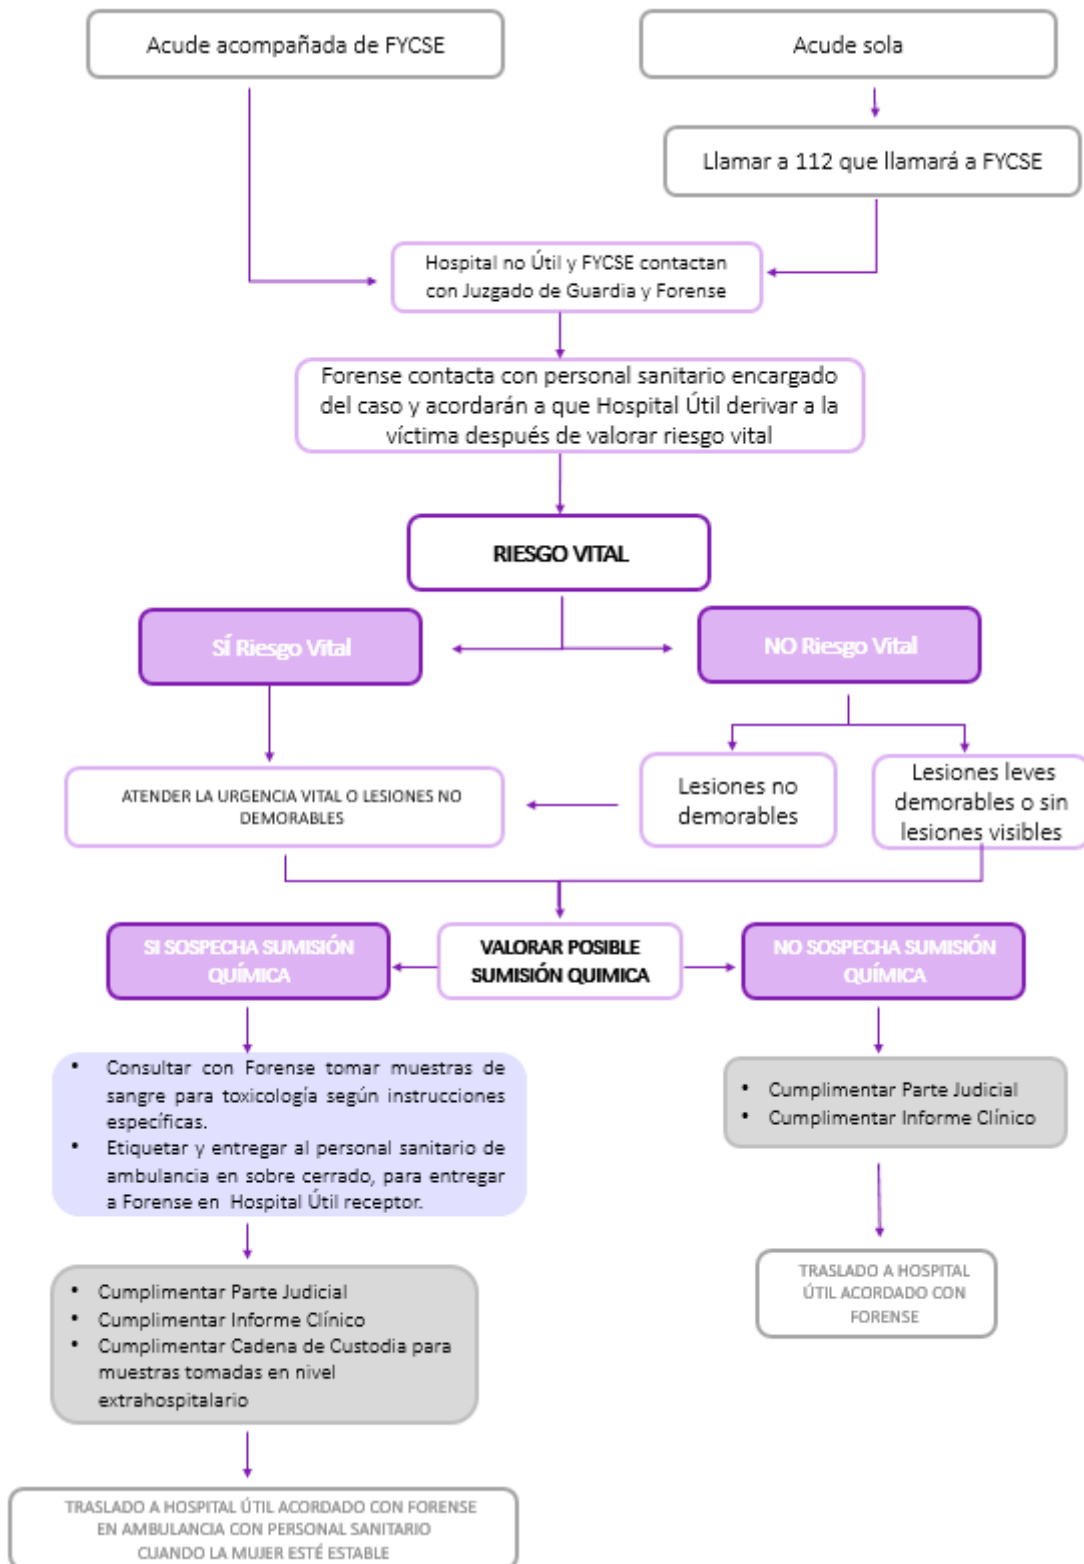 Acude acompañada de FYCSE
Acude sola
Llamar a 112 que llamará a FYCSE
Hospital no Útil y FYCSE contactan
con Juzgado de Guardia y Forense
Forense contacta con personal sanitario encargado
del caso y acordarán a que Hospital Útil derivar a la
víctima después de valorar riesgo vital
RIESGO VITAL
SÍ Riesgo Vital
NO Riesgo Vital
ATENDER LA URGENCIA VITAL O LESIONES NO
DEMORABLES
Lesiones no
demorables
Lesiones leves
demorables o sin
lesiones visibles
SI SOSPECHA SUMISIÓN
QUÍMICA
VALORAR POSIBLE
SUMISIÓN QUIMICA
NO SOSPECHA SUMISIÓN
QUÍMICA
• Consultar con Forense tomar muestras de
sangre para toxicología según instrucciones
específicas.
• Etiquetar y entregar al personal sanitario de
ambulancia en sobre cerrado, para entregar
a Forense en Hospital Útil receptor.
• Cumplimentar Parte Judicial
• Cumplimentar Informe Clínico
TRASLADO A HOSPITAL
ÚTIL ACORDADO CON
FORENSE
• Cumplimentar Parte Judicial
• Cumplimentar Informe Clínico
• Cumplimentar Cadena de Custodia para
muestras tomadas en nivel
extrahospitalario
TRASLADO A HOSPITAL ÚTIL ACORDADO CON FORENSE
EN AMBULANCIA CON PERSONAL SANITARIO
CUANDO LA MUJER ESTÉ ESTABLE